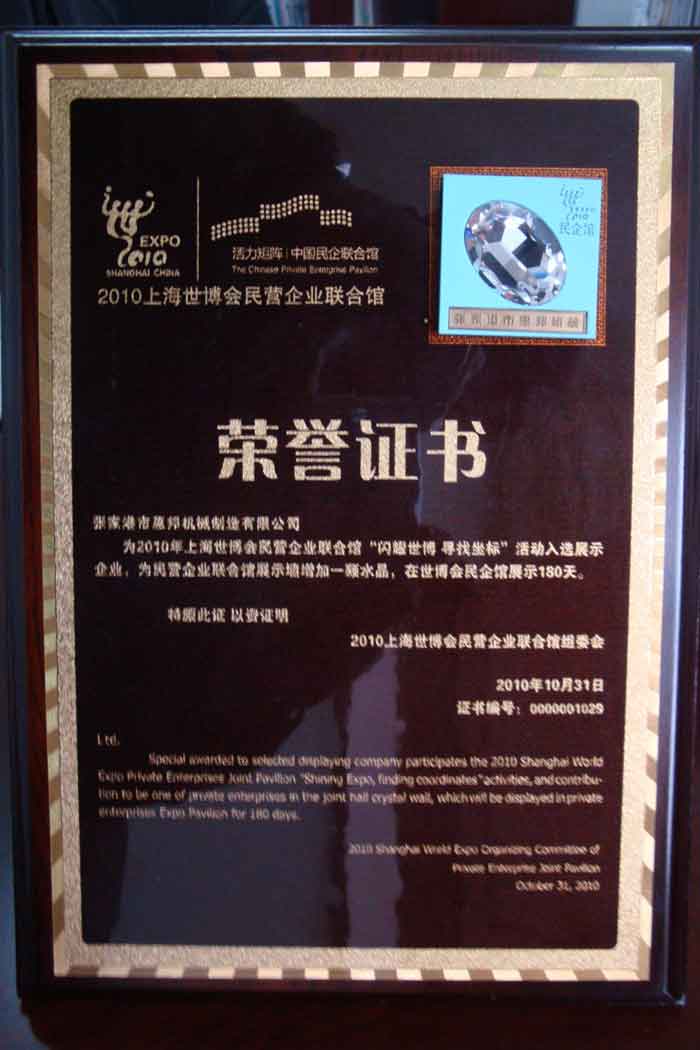 EXPO
2010
SHANGHAI CHINA
活力矩阵 中国民企联合馆
The Chinese Private Enterprise Pavilion
2010上海世博会民营企业联合馆
EXPO
2010
民企馆
荣誉证书
张家港市惠邦机械制造有限公司
为2010年上海世博会民营企业联合馆“闪耀世博 寻找坐标”活动入选展示
企业，为民营企业联合馆展示墙增加一颗水晶，在世博会民企馆展示180天。
特颁此证 以资证明
2010上海世博会民营企业联合馆组委会
2010年10月31日
证书编号：0000001029
Ltd.
Special awarded to selected displaying company participates the 2010 Shanghai World
Expo Private Enterprise Joint Pavilion "Shining Expo, finding coordinates" activities, and contribu-
tion to be one of private enterprises in the joint hall crystal wall, which will be displayed in private
enterprises Expo Pavilion for 180 days.
2010 Shanghai World Expo Organizing Committee of
Private Enterprise Joint Pavilion
October 31, 2010